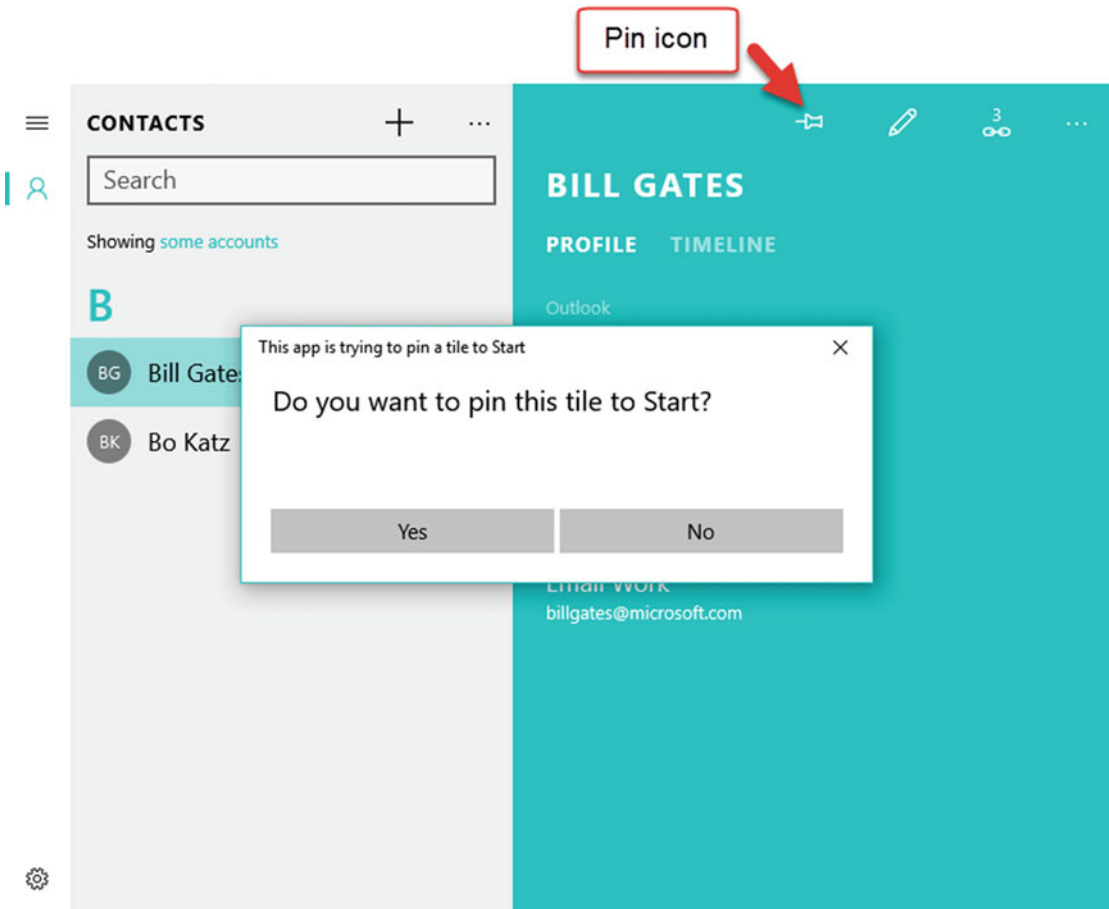 Pin icon
CONTACTS
...
Search
Showing some accounts
B
BG Bill Gate
BK Bo Katz
3
...
BILL GATES
PROFILE TIMELINE
Outlook
This app is trying to pin a tile to Start
Do you want to pin this tile to Start?
Yes No
Email Work
billgates@microsoft.com